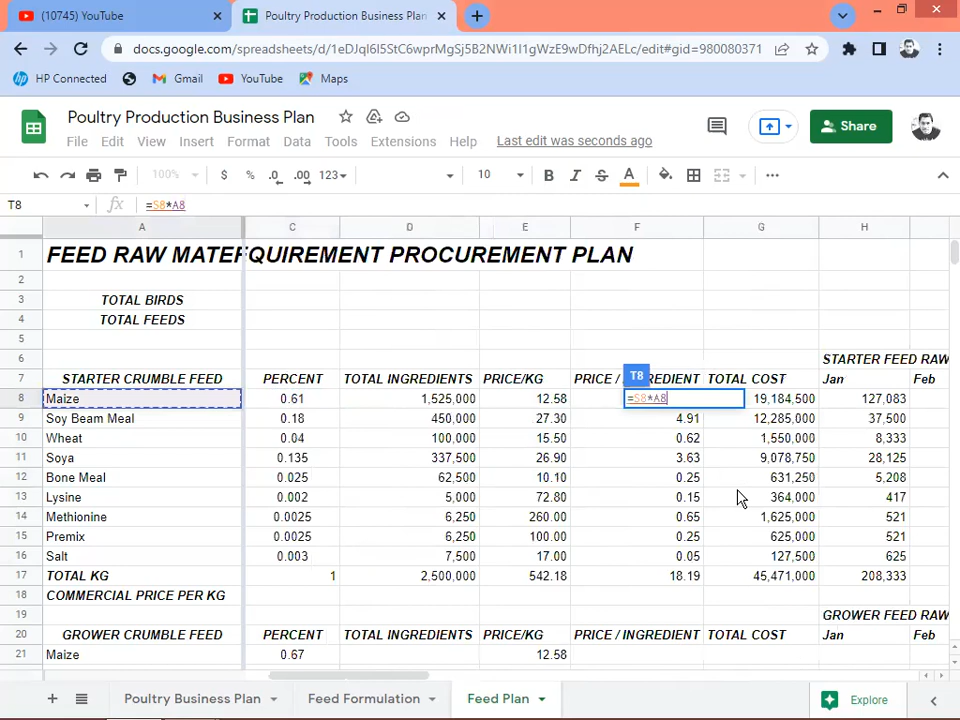 (10745) YouTube
Poultry Production Business Plan
docs.google.com/spreadsheets/d/1eDJqI6I5StC6wprMgSj5B2NWi1I1gWzE9wDfhj2AELc/edit#gid=980080371
HP Connected Gmail YouTube Maps
Poultry Production Business Plan
File Edit View Insert Format Data Tools Extensions Help Last edit was seconds ago
Share
100% $ % .0 .00 123 10 B I S A
T8 fx =S8*A8
A C D E F G H
1 FEED RAW MATERQUIREMENT PROCUREMENT PLAN
2
3 TOTAL BIRDS
4 TOTAL FEEDS
5
6 STARTER FEED RAW
7 STARTER CRUMBLE FEED PERCENT TOTAL INGREDIENTS PRICE/KG PRICE / INGREDIENT TOTAL COST Jan Feb
T8
8 Maize 0.61 1,525,000 12.58 =S8*A8 19,184,500 127,083
9 Soy Beam Meal 0.18 450,000 27.30 4.91 12,285,000 37,500
10 Wheat 0.04 100,000 15.50 0.62 1,550,000 8,333
11 Soya 0.135 337,500 26.90 3.63 9,078,750 28,125
12 Bone Meal 0.025 62,500 10.10 0.25 631,250 5,208
13 Lysine 0.002 5,000 72.80 0.15 364,000 417
14 Methionine 0.0025 6,250 260.00 0.65 1,625,000 521
15 Premix 0.0025 6,250 100.00 0.25 625,000 521
16 Salt 0.003 7,500 17.00 0.05 127,500 625
17 TOTAL KG 1 2,500,000 542.18 18.19 45,471,000 208,333
18 COMMERCIAL PRICE PER KG
19 GROWER FEED RAW
20 GROWER CRUMBLE FEED PERCENT TOTAL INGREDIENTS PRICE/KG PRICE / INGREDIENT TOTAL COST Jan Feb
21 Maize 0.67 12.58
Poultry Business Plan Feed Formulation Feed Plan Explore